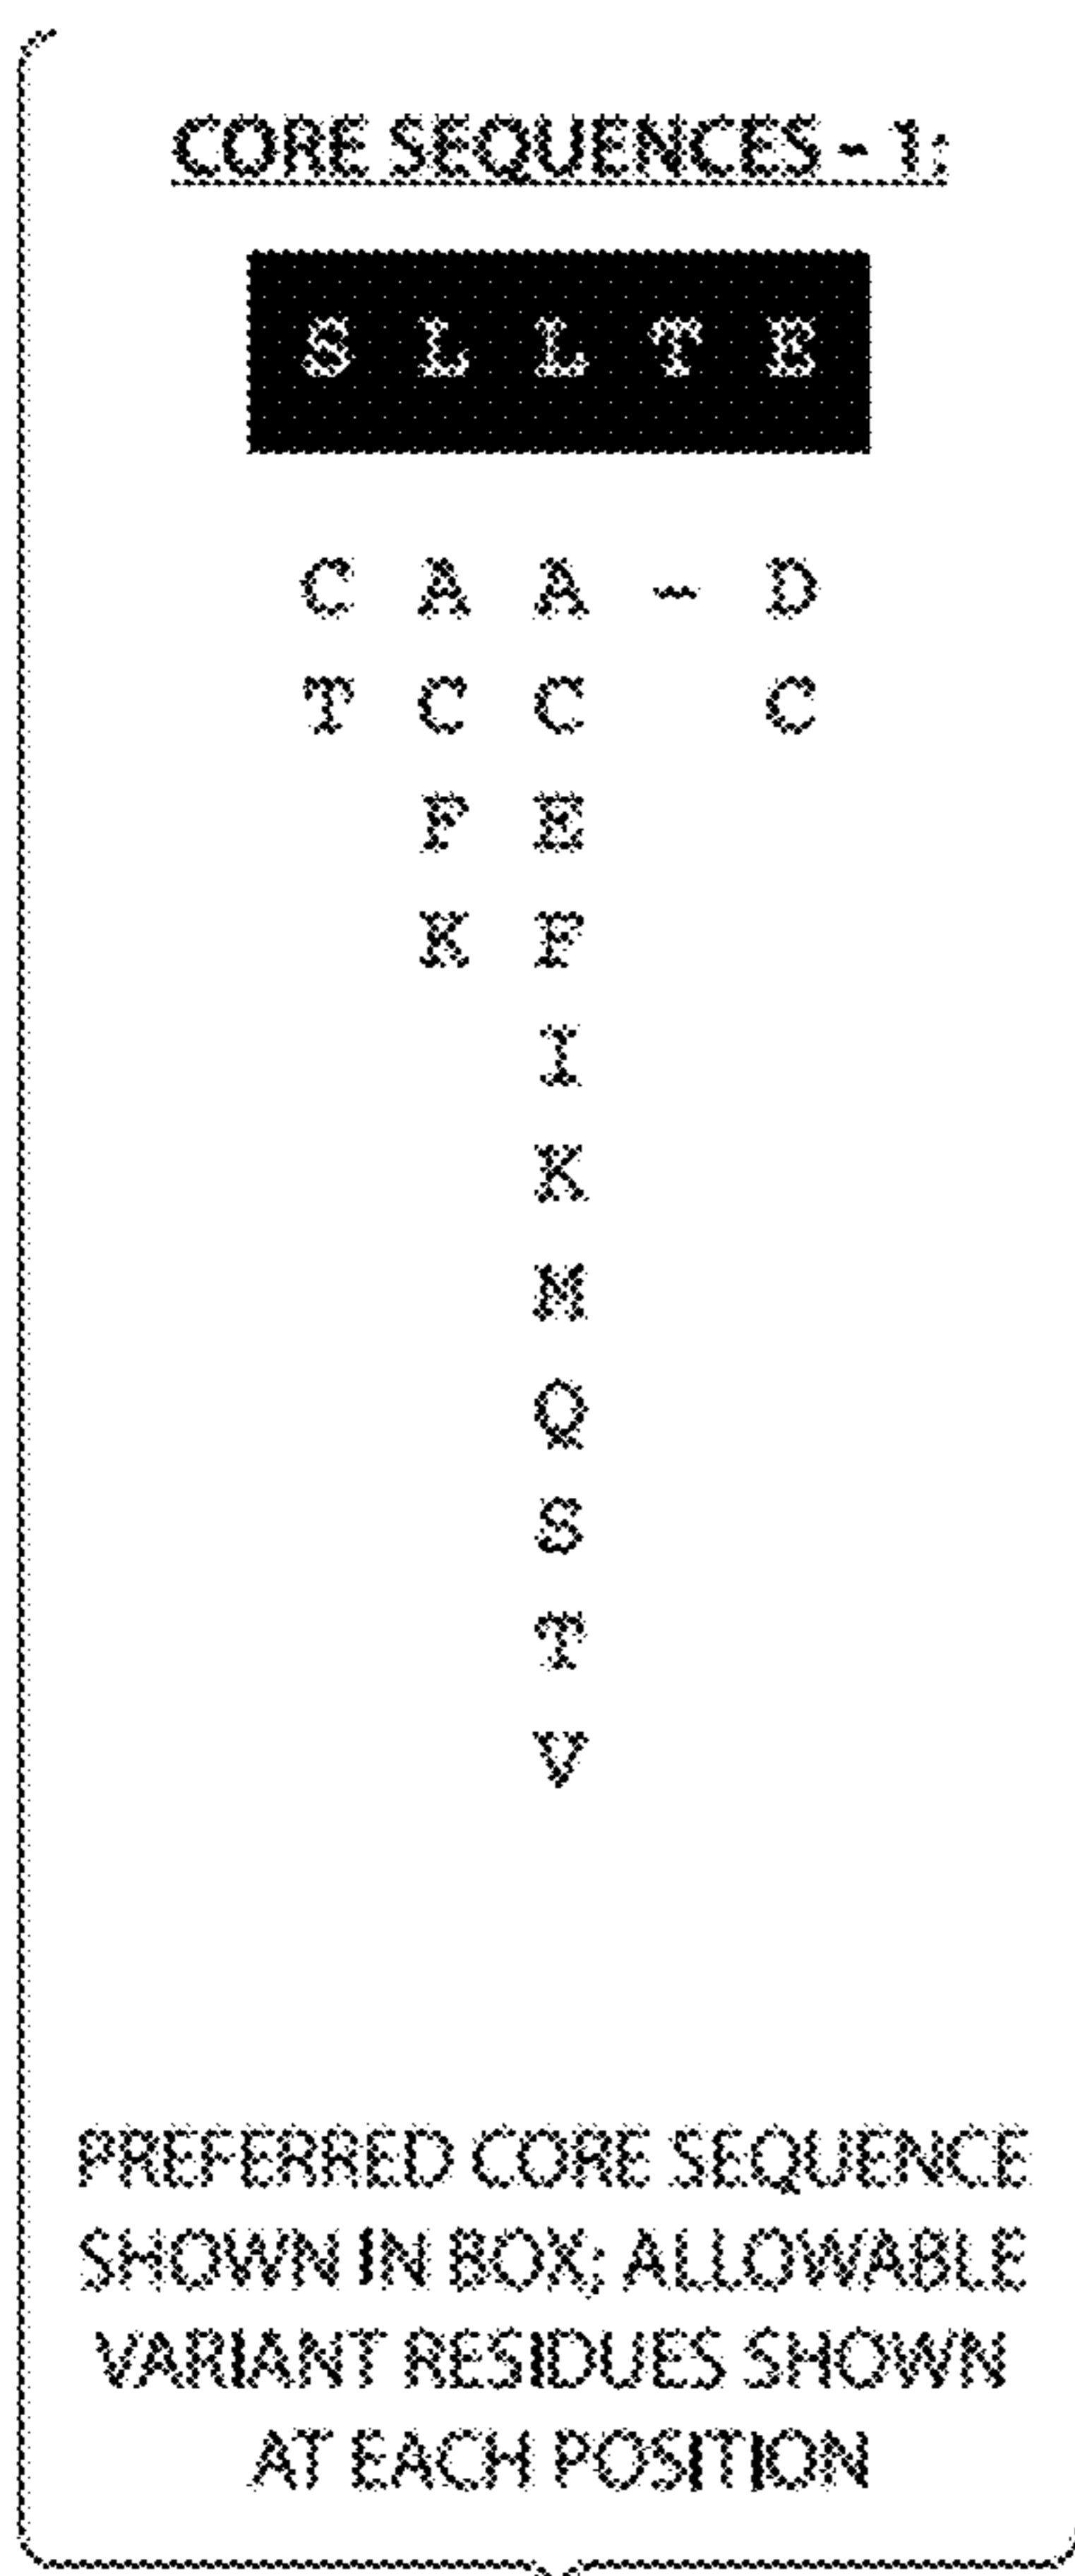 CORE SEQUENCES - 1:
S L L T E
C A A - D
T C C C
F E
K F
I
K
M
Q
S
T
V
PREFERRED CORE SEQUENCE
SHOWN IN BOX; ALLOWABLE
VARIANT RESIDUES SHOWN
AT EACH POSITION